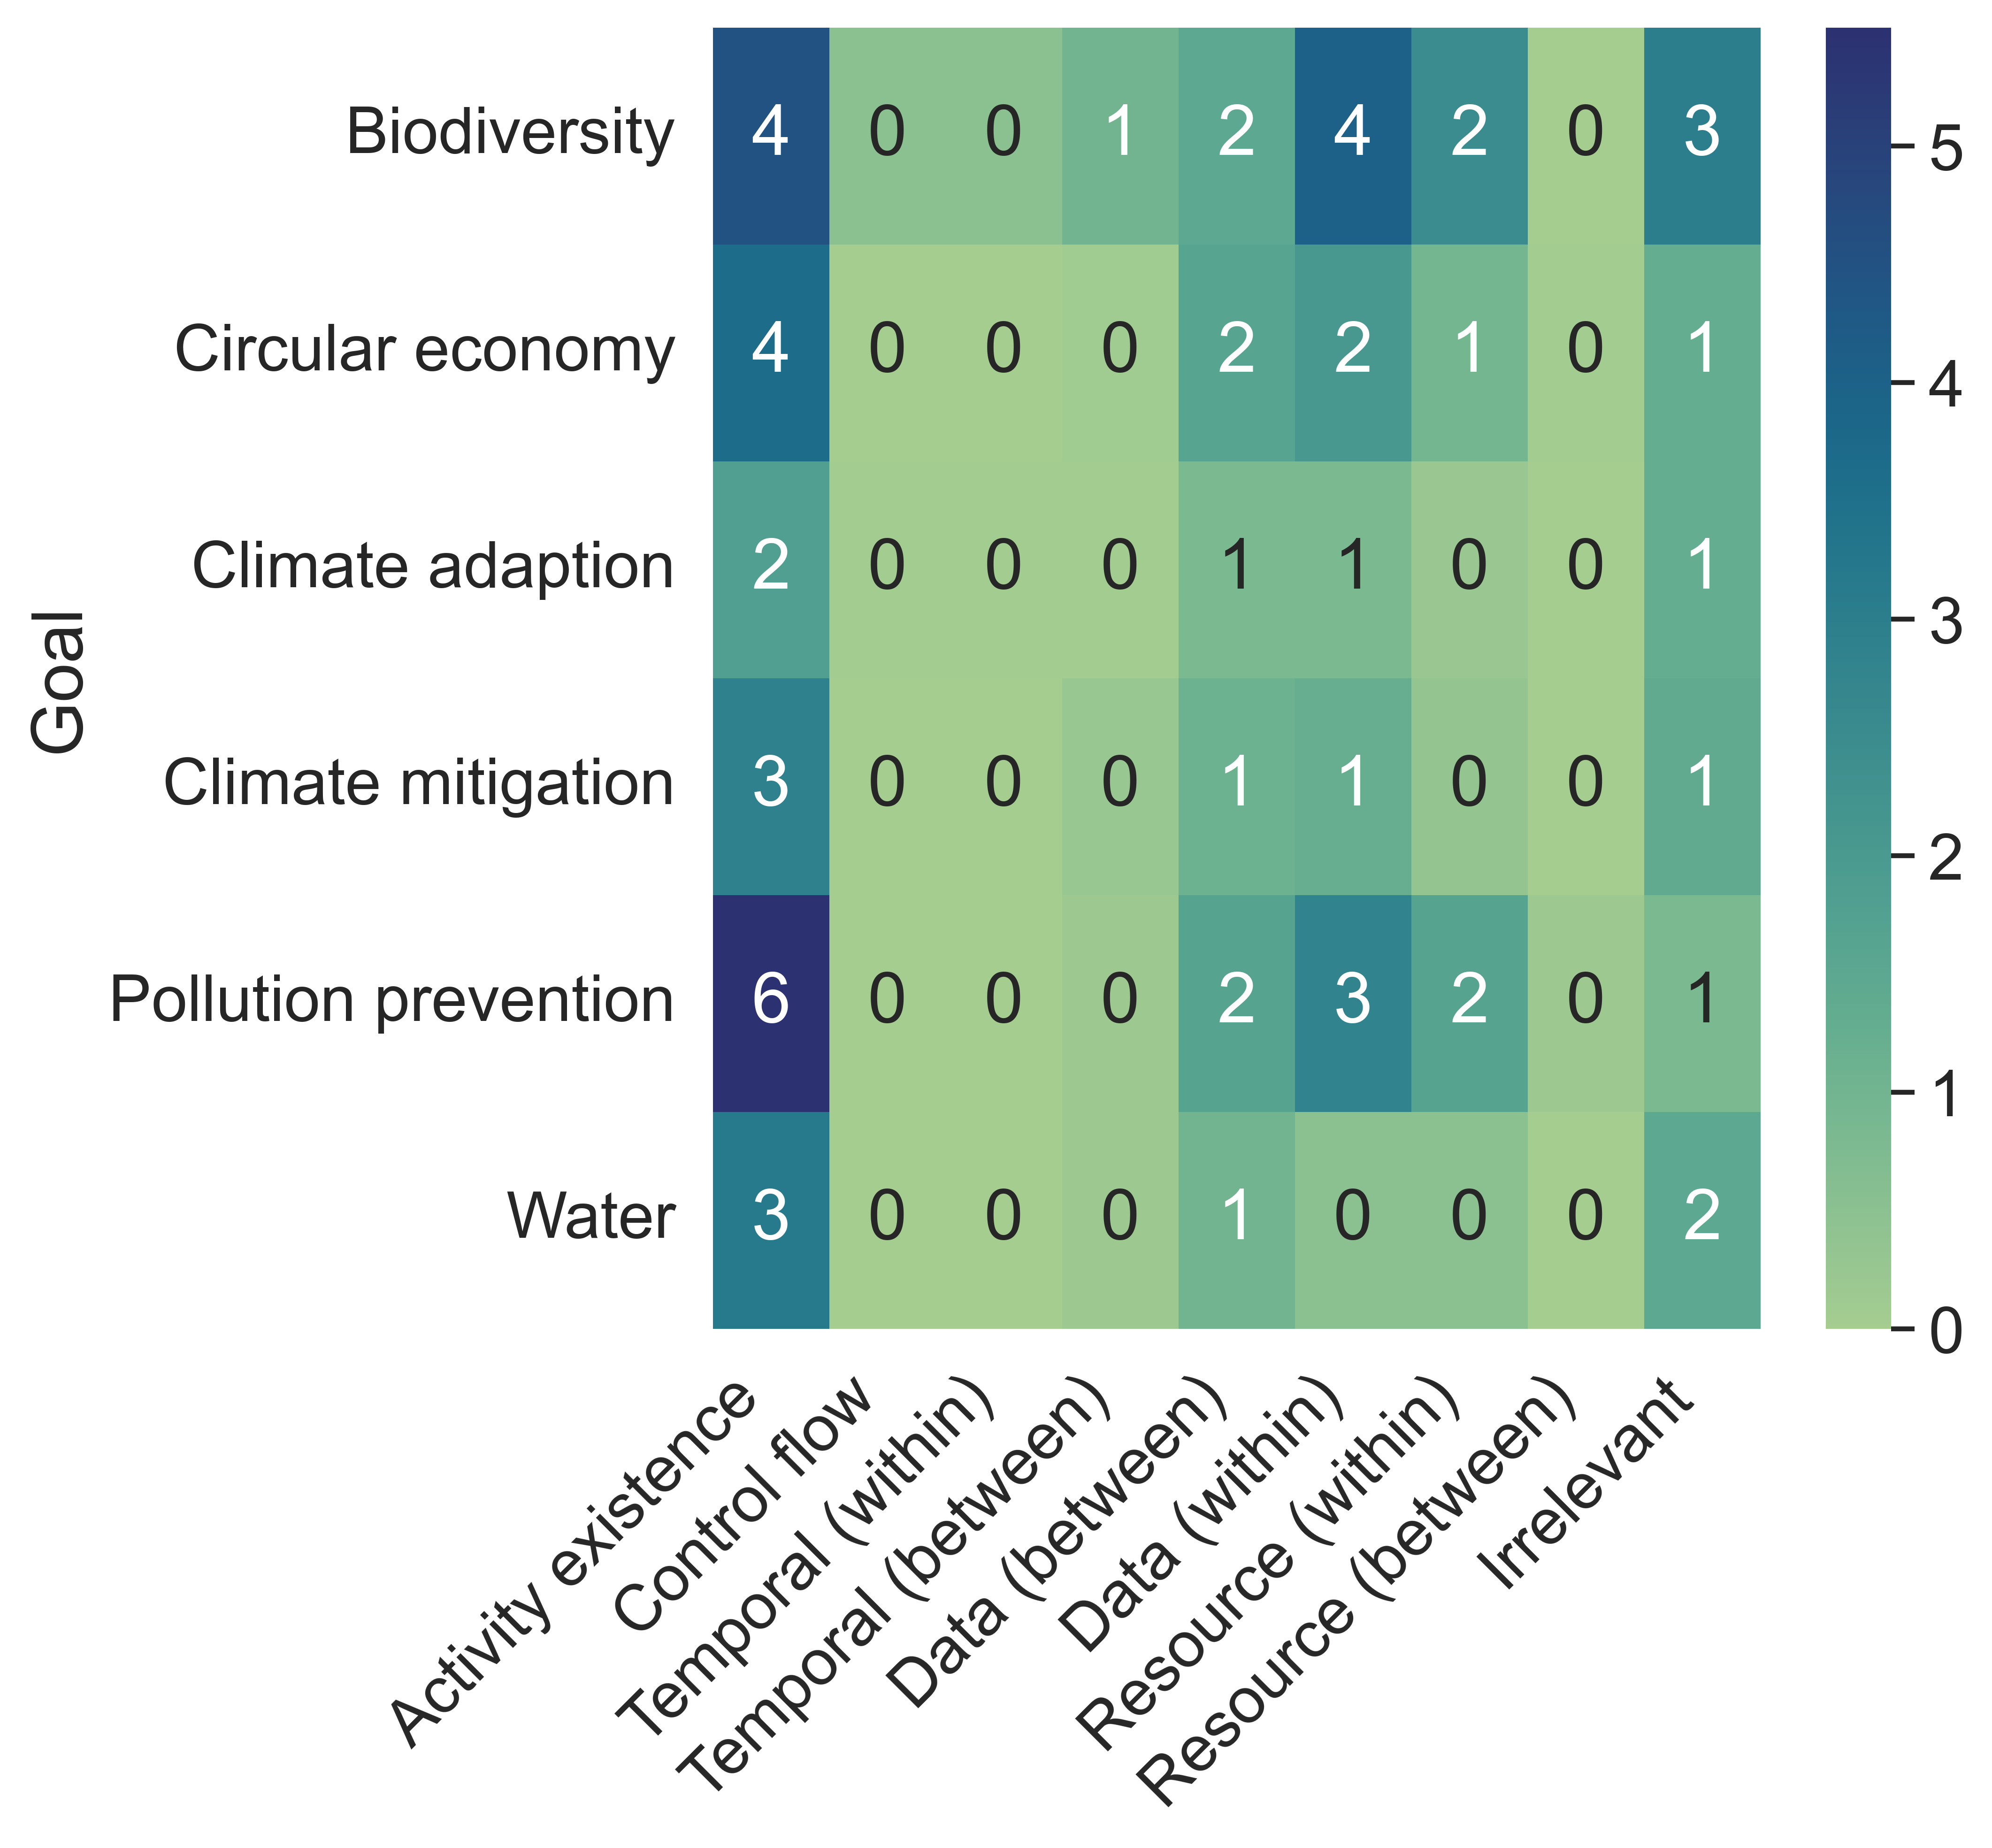 Goal
Biodiversity 4 0 0 1 2 4 2 0 3
Circular economy 4 0 0 0 2 2 1 0 1
Climate adaption 2 0 0 0 1 1 0 0 1
Climate mitigation 3 0 0 0 1 1 0 0 1
Pollution prevention 6 0 0 0 2 3 2 0 1
Water 3 0 0 0 1 0 0 0 2
Activity existence
Control flow
Temporal (within)
Temporal (between)
Data (between)
Data (within)
Resource (within)
Resource (between)
Irrelevant
5
4
3
2
1
0